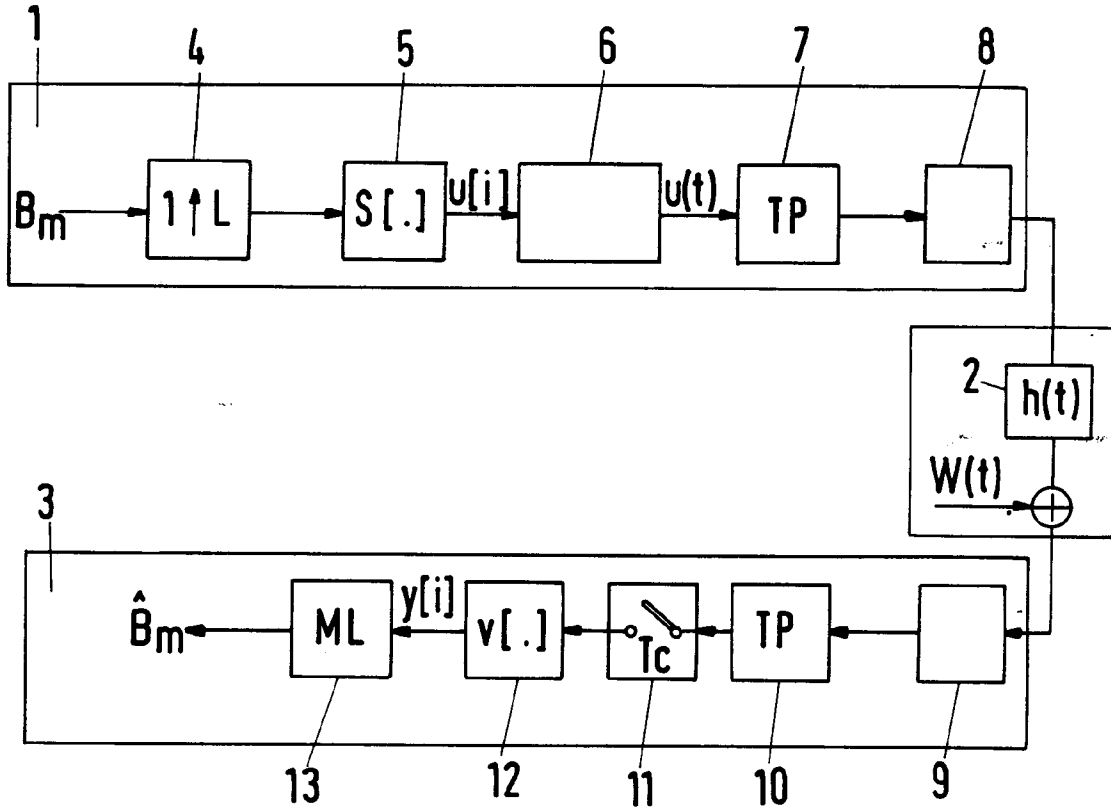 1 4 5 6 7 8
B_m 1↑L S[.] u[i] u(t) TP
2 h(t)
W(t)
3
B̂_m ML y[i] v[.] Tc TP
13 12 11 10 9